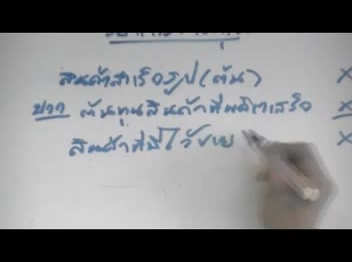 สินค้าสำเร็จรูป(ต้น) X
บวก ต้นทุนสินค้าที่ผลิตเสร็จ X
สินค้าที่มีไว้ขาย X